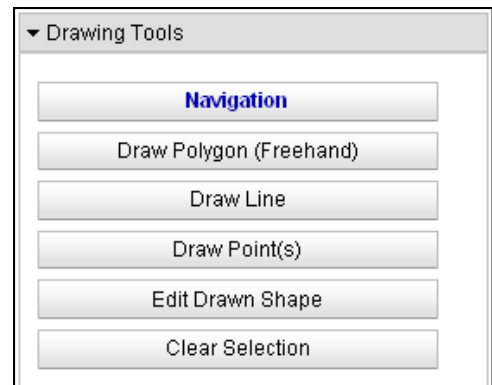 Drawing Tools
Navigation
Draw Polygon (Freehand)
Draw Line
Draw Point(s)
Edit Drawn Shape
Clear Selection